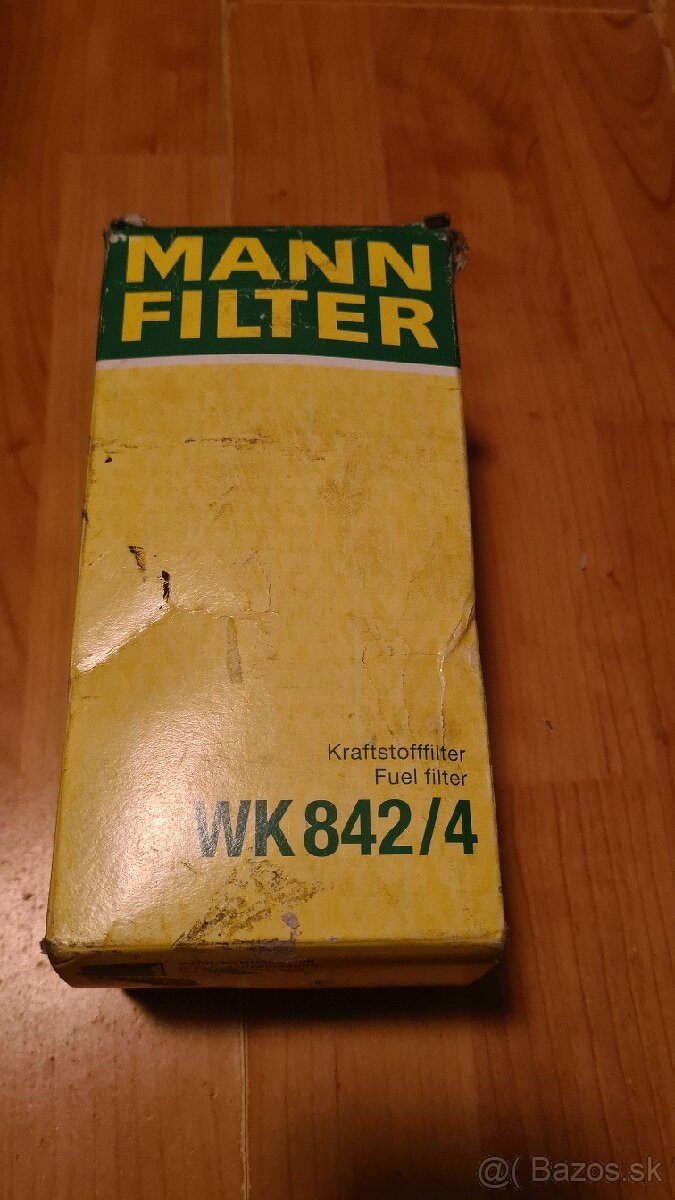 MANN
FILTER
Kraftstofffilter
Fuel filter
WK 842/4
@( Bazos.sk